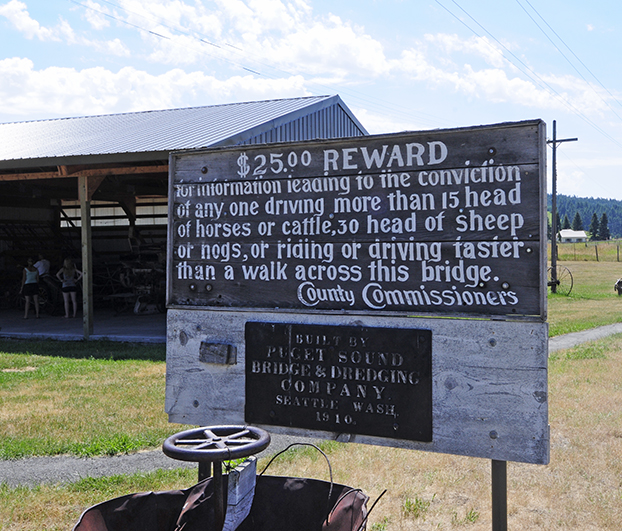 $25.00 REWARD
for information leading to the conviction
of any one driving more than 15 head
of horses or cattle, 30 head of sheep
or hogs, or riding or driving faster
than a walk across this bridge.
County Commissioners
BUILT BY
PUGET SOUND
BRIDGE & DREDGING
COMPANY
SEATTLE WASH.
1910.